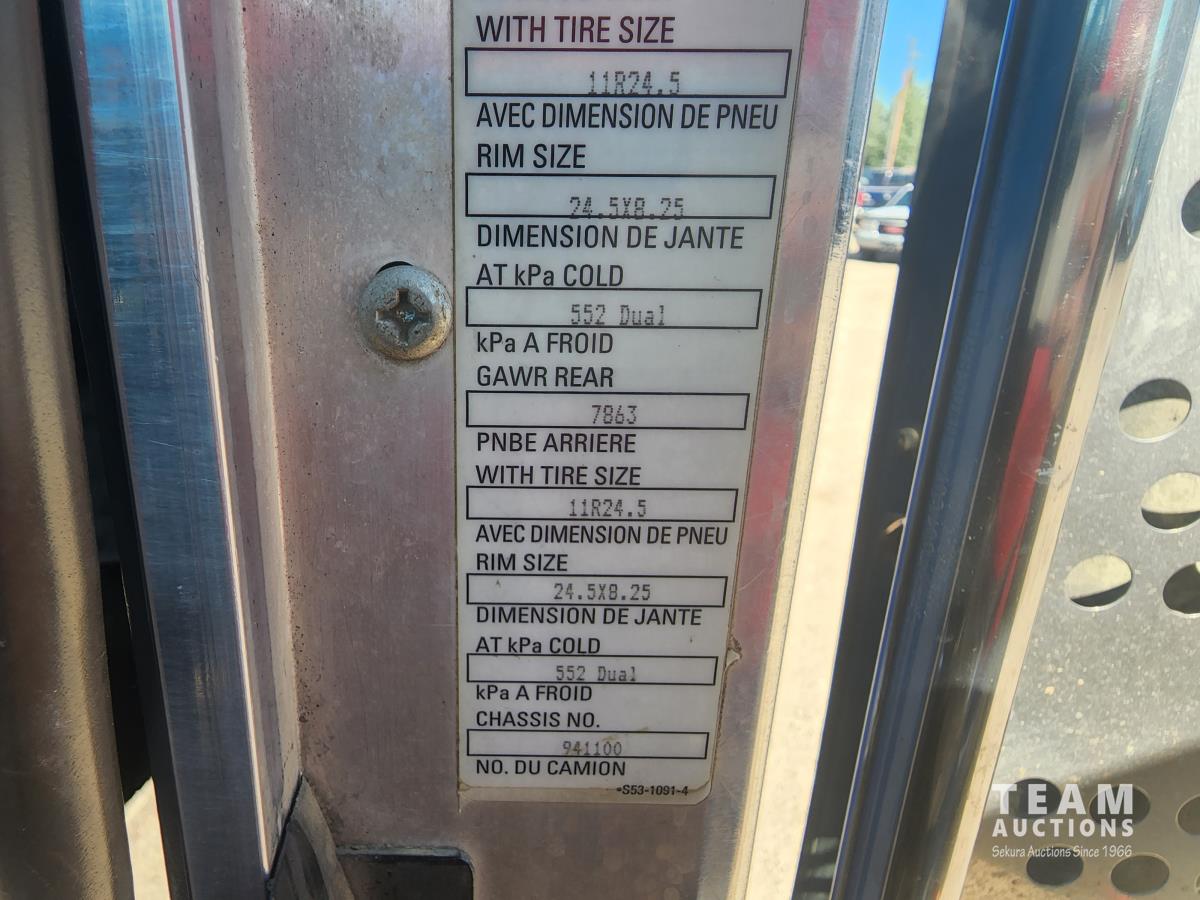 WITH TIRE SIZE
11R24.5
AVEC DIMENSION DE PNEU
RIM SIZE
24.5X8.25
DIMENSION DE JANTE
AT kPa COLD
552 Dual
kPa A FROID
GAWR REAR
7863
PNBE ARRIERE
WITH TIRE SIZE
11R24.5
AVEC DIMENSION DE PNEU
RIM SIZE
24.5X8.25
DIMENSION DE JANTE
AT kPa COLD
552 Dual
kPa A FROID
CHASSIS NO.
941100
NO. DU CAMION
•S53-1091-4
TEAM
AUCTIONS
Sekura Auctions Since 1966